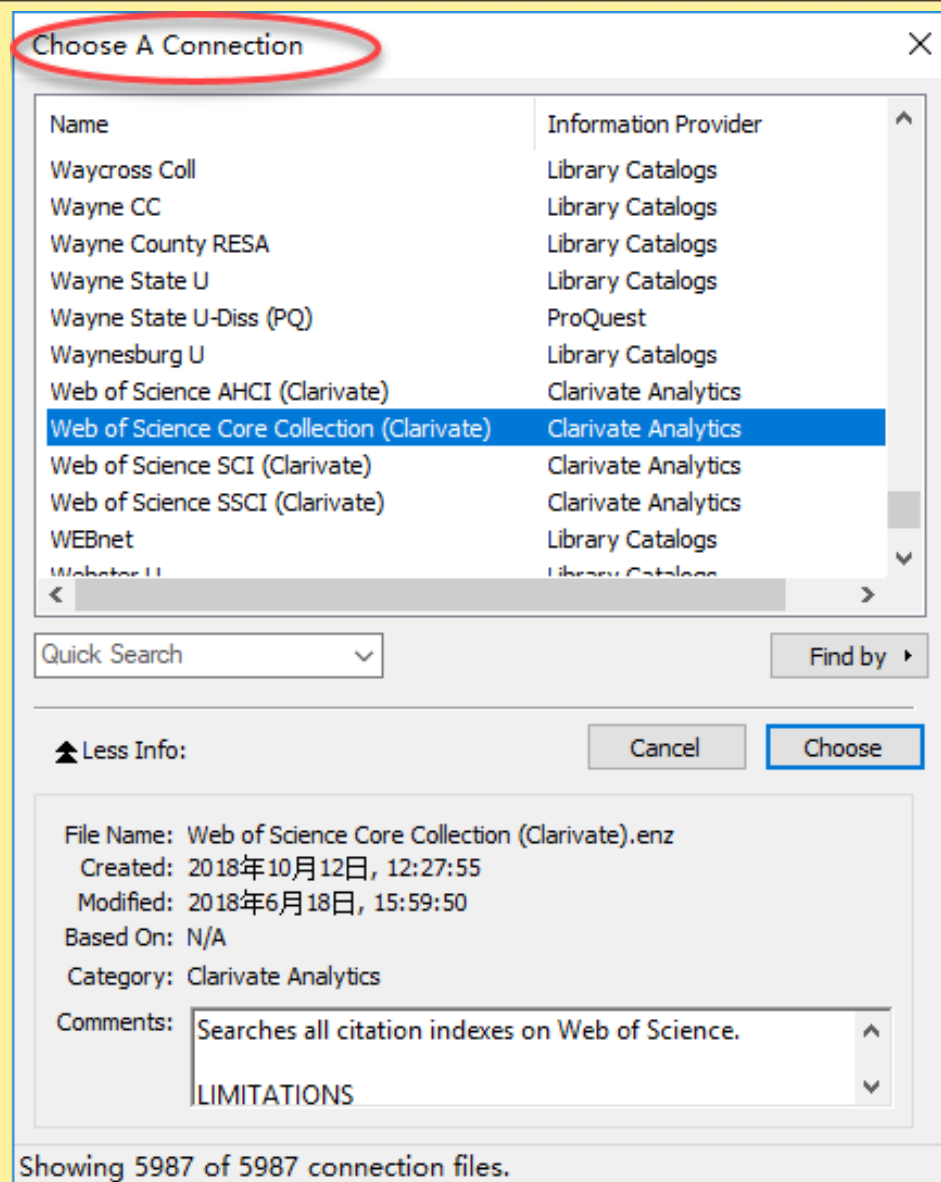 Choose A Connection
Name Information Provider
Waycross Coll Library Catalogs
Wayne CC Library Catalogs
Wayne County RESA Library Catalogs
Wayne State U Library Catalogs
Wayne State U-Diss (PQ) ProQuest
Waynesburg U Library Catalogs
Web of Science AHCI (Clarivate) Clarivate Analytics
Web of Science Core Collection (Clarivate) Clarivate Analytics
Web of Science SCI (Clarivate) Clarivate Analytics
Web of Science SSCI (Clarivate) Clarivate Analytics
WEBnet Library Catalogs
Webster U Library Catalogs
Quick Search Find by
Less Info: Cancel Choose
File Name: Web of Science Core Collection (Clarivate).enz
Created: 2018年10月12日, 12:27:55
Modified: 2018年6月18日, 15:59:50
Based On: N/A
Category: Clarivate Analytics
Comments: Searches all citation indexes on Web of Science.
LIMITATIONS
Showing 5987 of 5987 connection files.